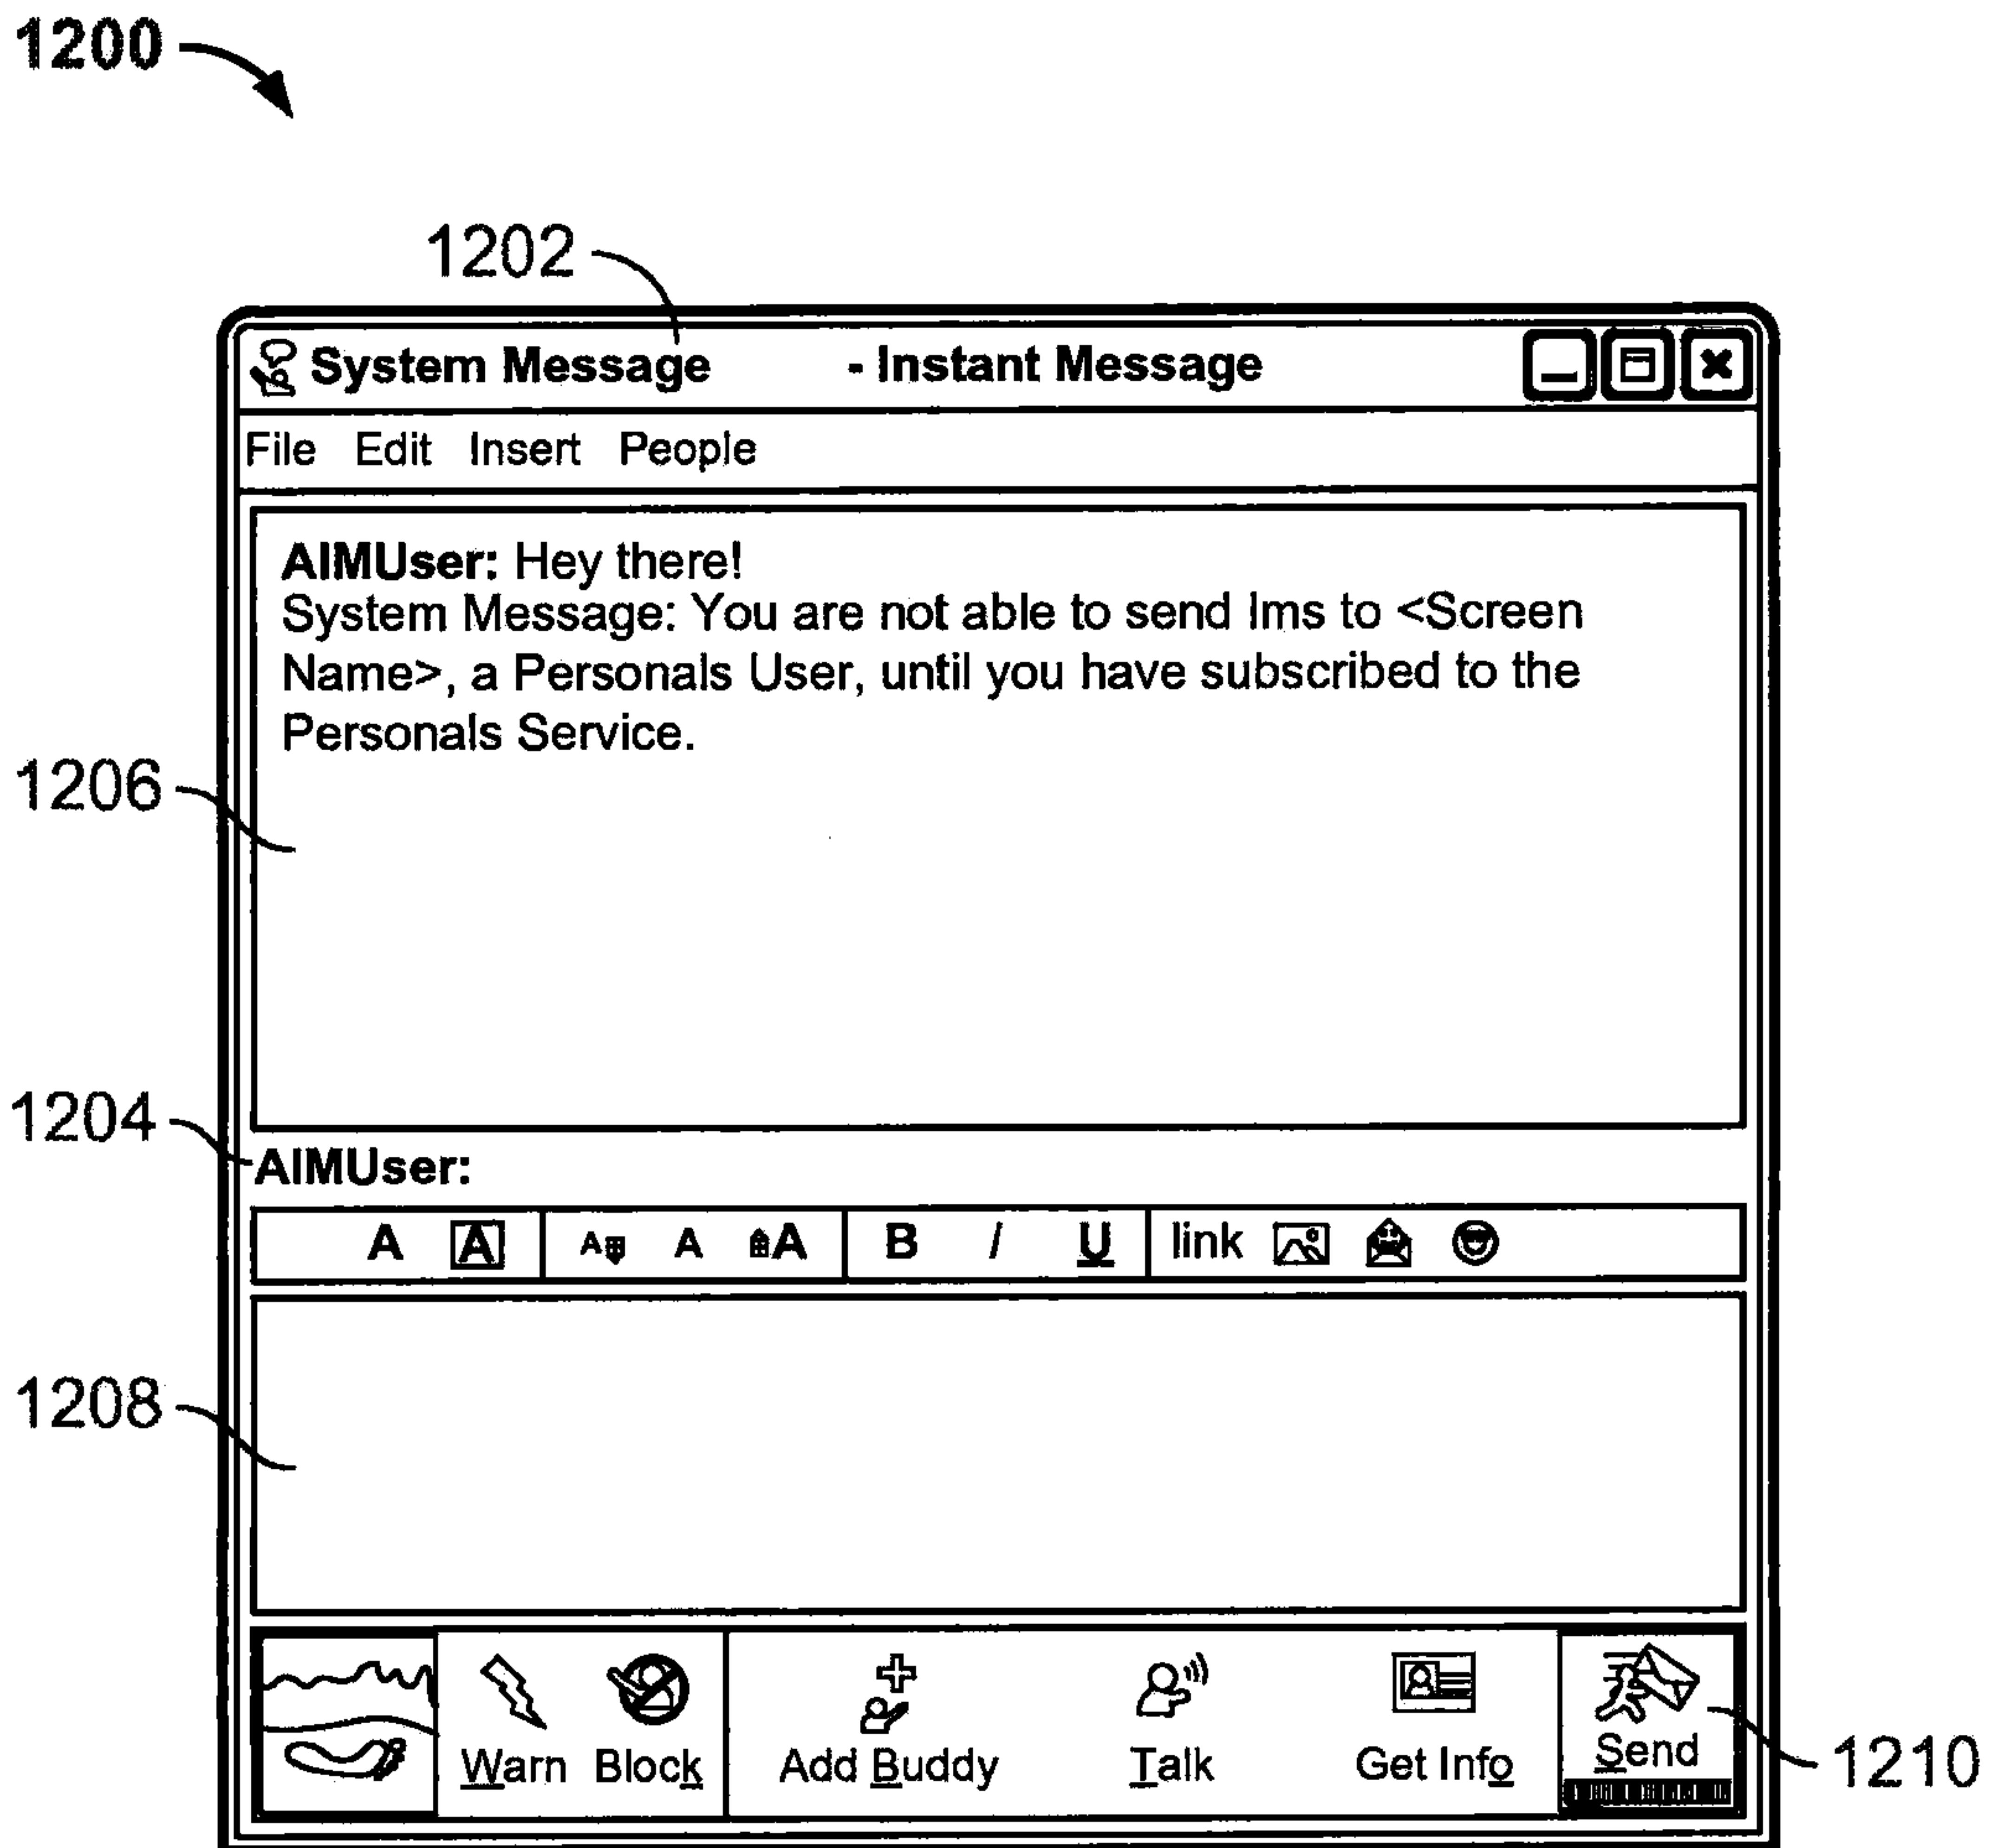 1200
1202
System Message - Instant Message
File Edit Insert People
AIMUser: Hey there!
System Message: You are not able to send Ims to <Screen
Name>, a Personals User, until you have subscribed to the
Personals Service.
1206
1204
AIMUser:
A A A A A B I U link
1208
Warn Block Add Buddy Talk Get Info Send
1210